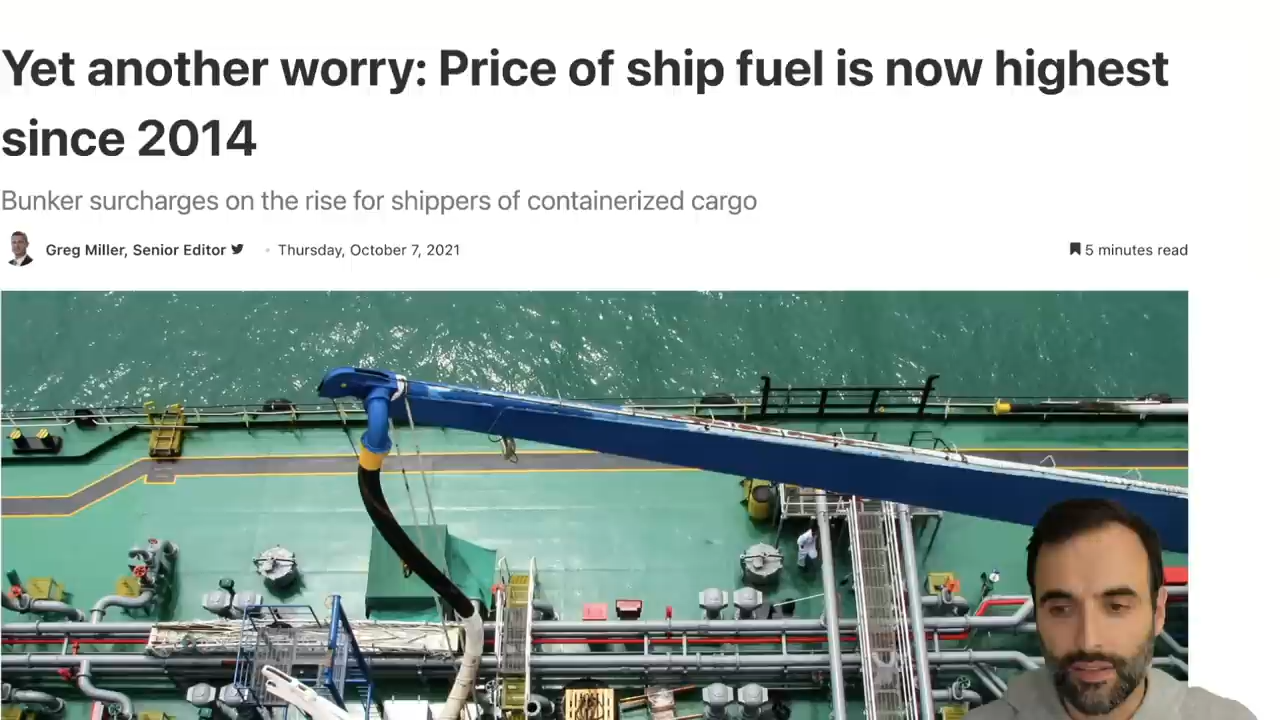 Yet another worry: Price of ship fuel is now highest
since 2014
Bunker surcharges on the rise for shippers of containerized cargo
Greg Miller, Senior Editor • Thursday, October 7, 2021 5 minutes read